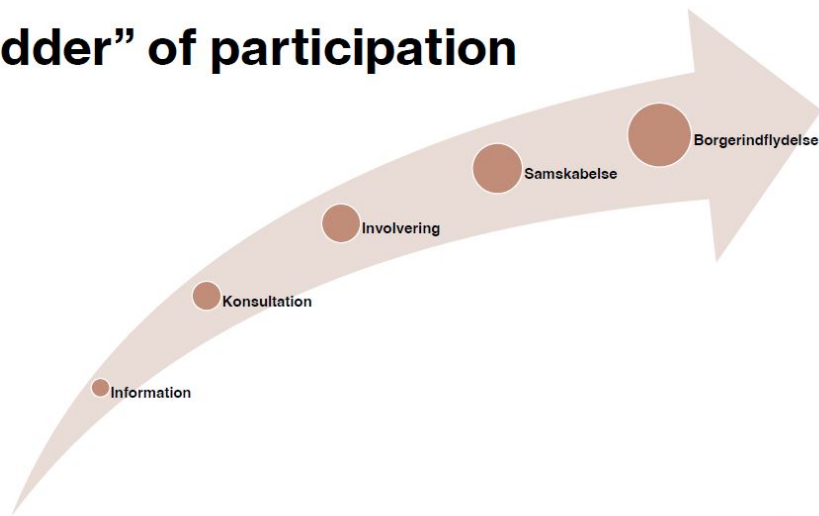 dder” of participation
Borgerindflydelse
Samskabelse
Involvering
Konsultation
Information